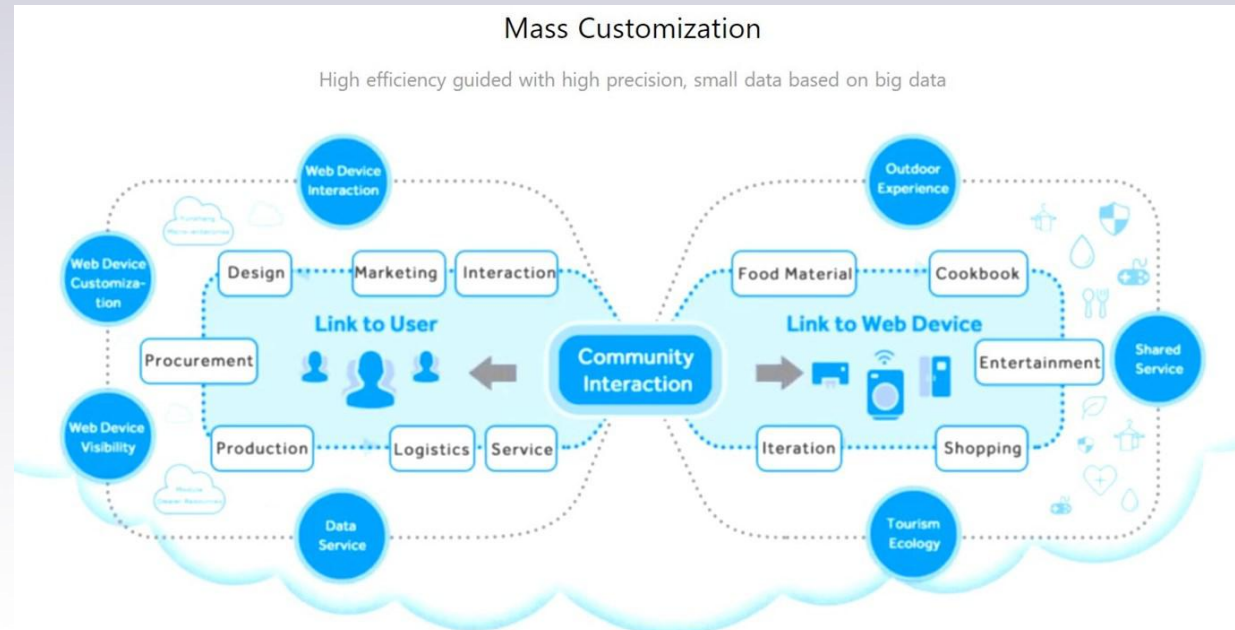 Mass Customization
High efficiency guided with high precision, small data based on big data
Web Device
Interaction
Outdoor
Experience
Web Device
Customiza-
tion
Design
Marketing
Interaction
Food Material
Cookbook
Link to User
Link to Web Device
Procurement
Community
Interaction
Entertainment
Shared
Service
Web Device
Visibility
Production
Logistics
Service
Iteration
Shopping
Data
Service
Tourism
Ecology